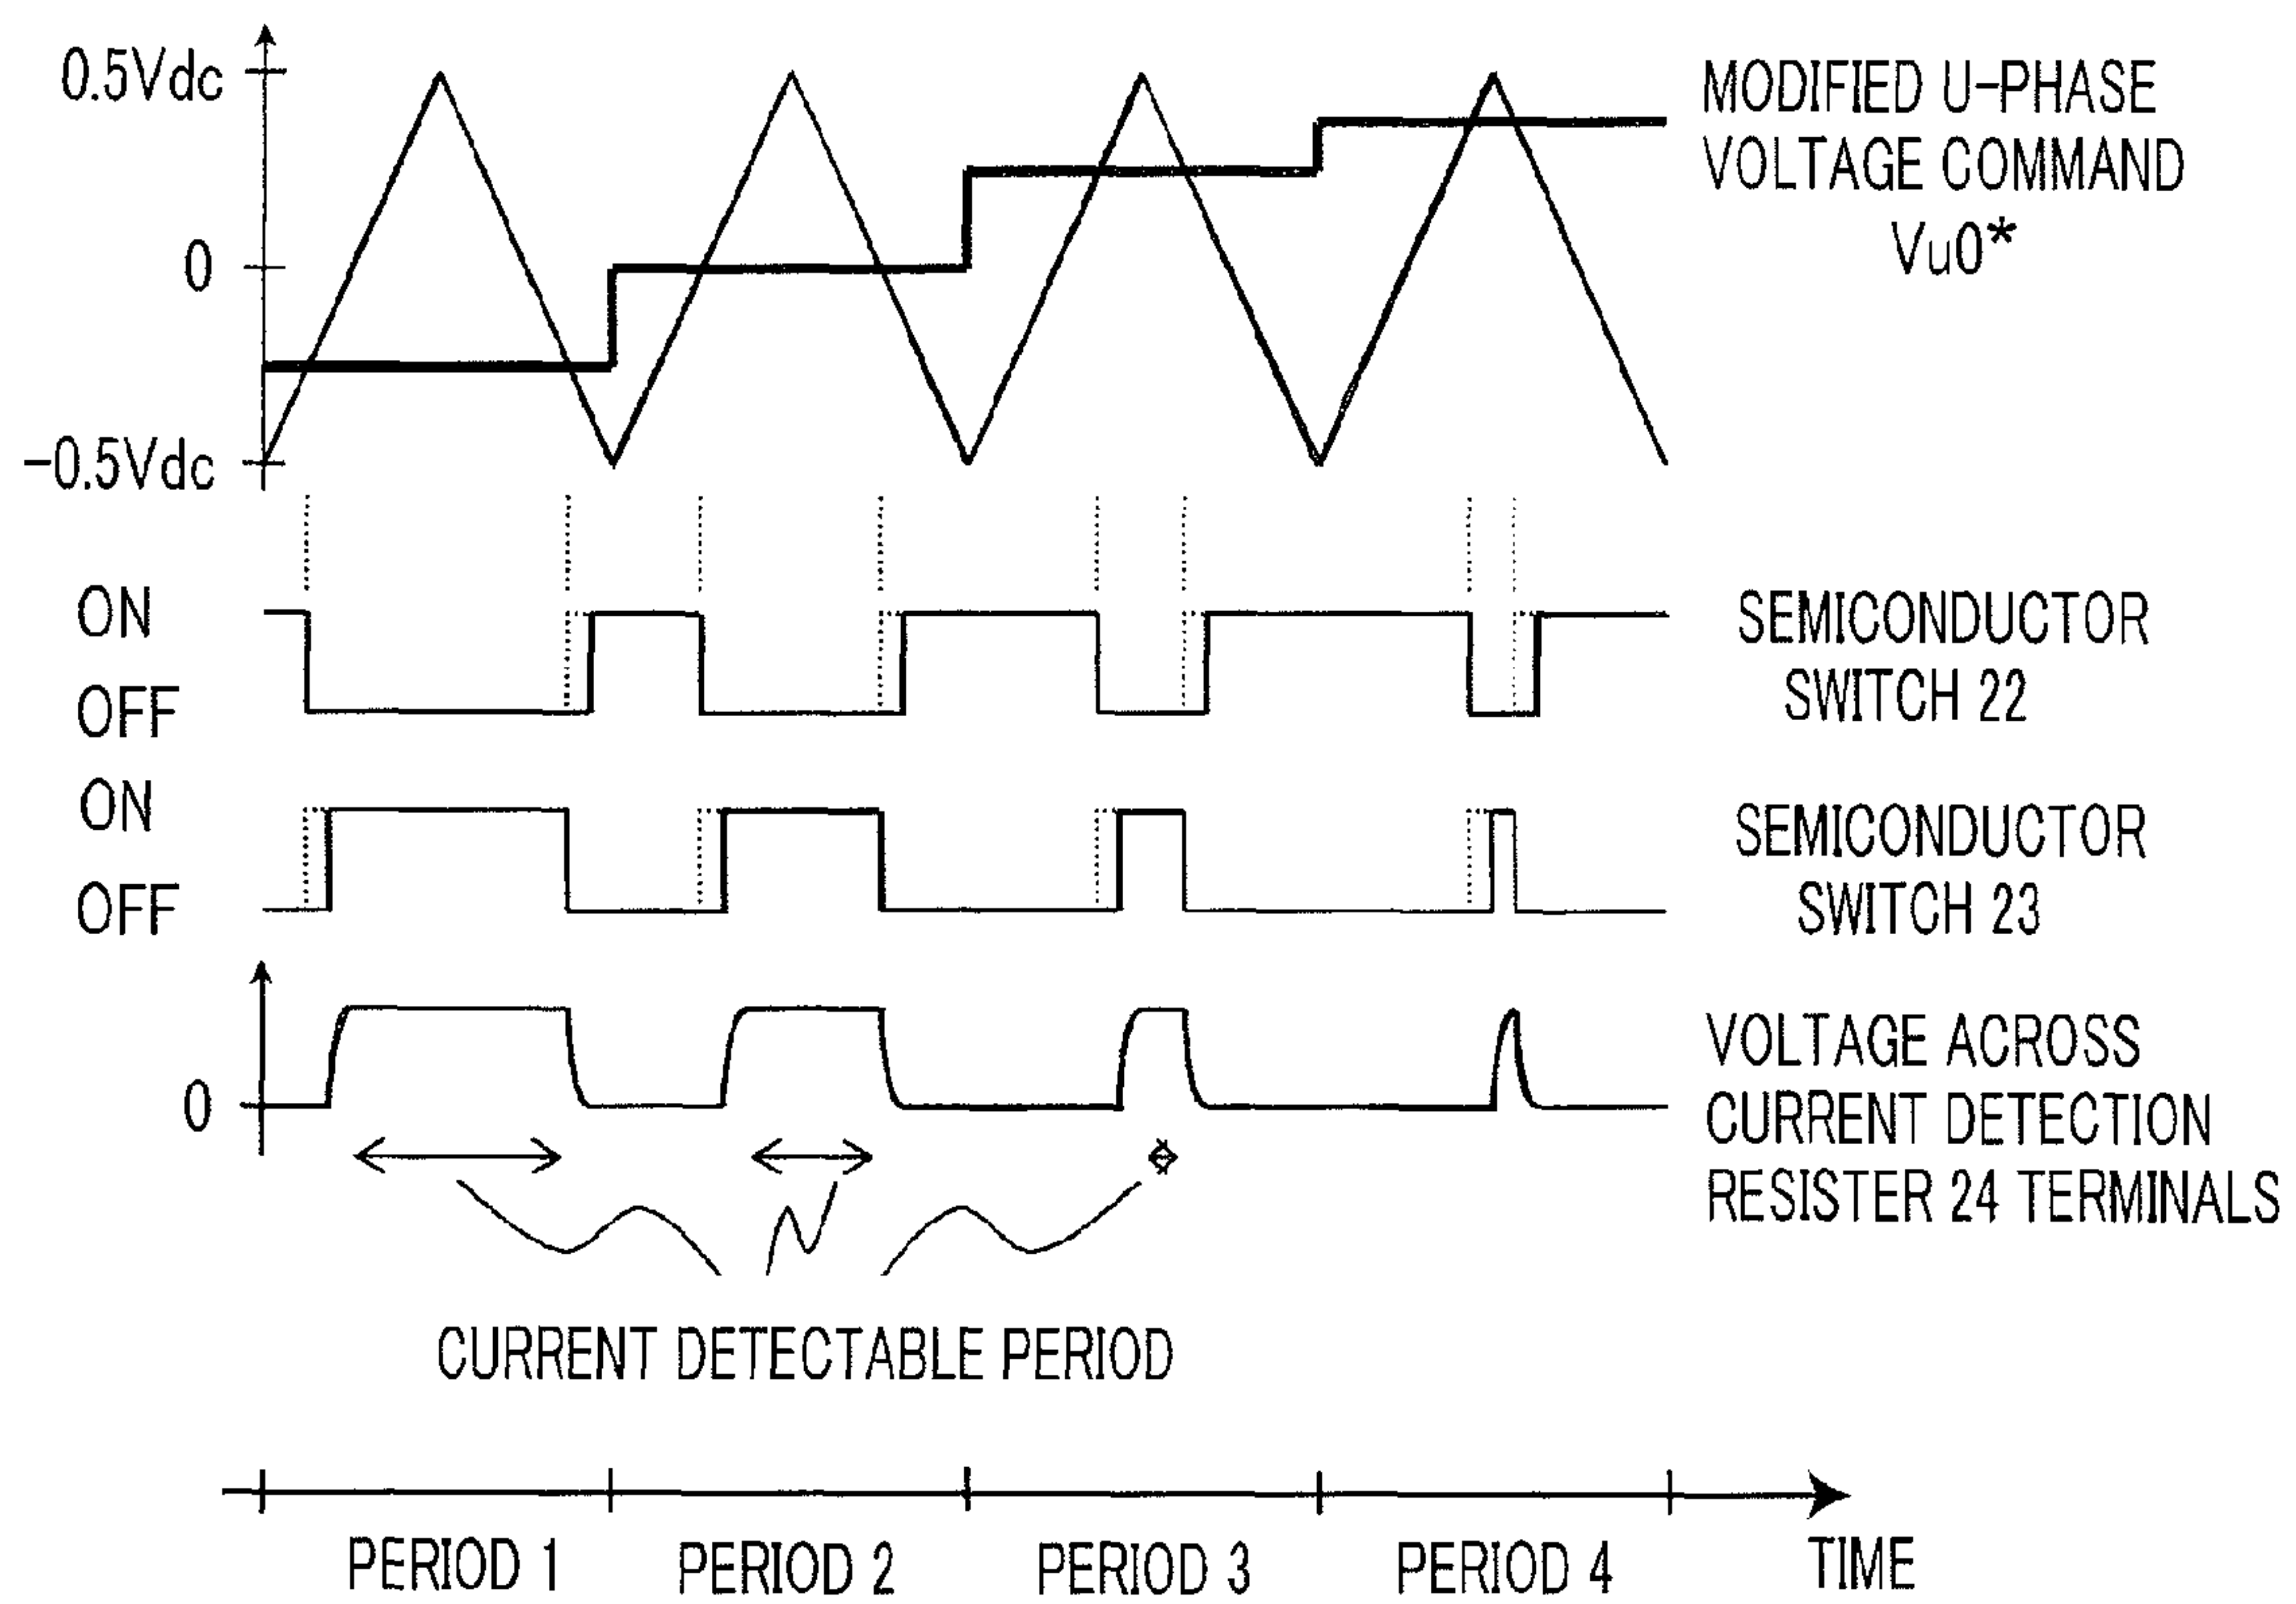 0.5Vdc
0
-0.5Vdc
MODIFIED U-PHASE
VOLTAGE COMMAND
Vu0*
ON
OFF
SEMICONDUCTOR
SWITCH 22
ON
OFF
SEMICONDUCTOR
SWITCH 23
0
VOLTAGE ACROSS
CURRENT DETECTION
RESISTER 24 TERMINALS
CURRENT DETECTABLE PERIOD
PERIOD 1
PERIOD 2
PERIOD 3
PERIOD 4
TIME